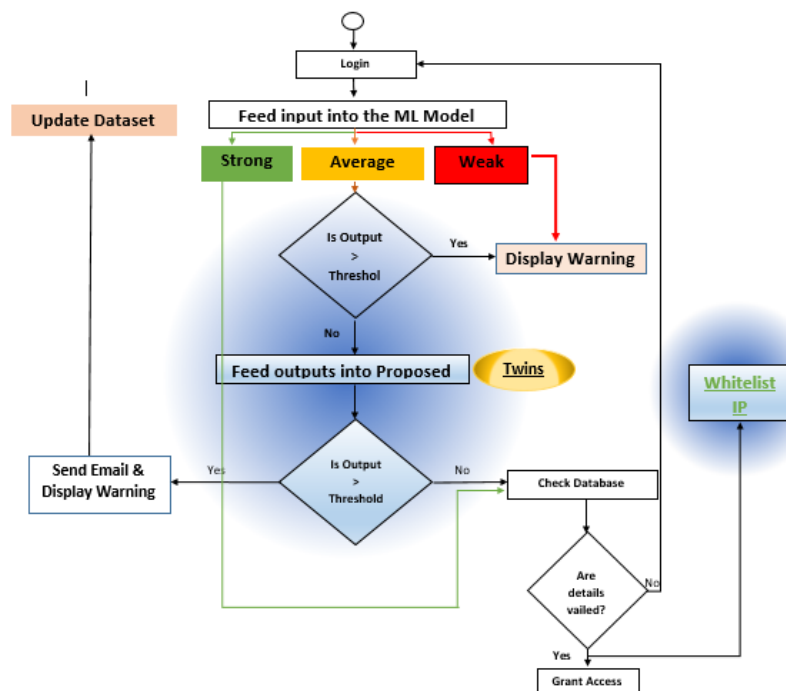 Login
Feed input into the ML Model
Update Dataset
Strong
Average
Weak
Is Output
>
Threshol
Yes
Display Warning
No
Feed outputs into Proposed
Twins
Whitelist
IP
Is Output
>
Threshold
Yes
Send Email &
Display Warning
No
Check Database
Are
details
vailed?
No
Yes
Grant Access